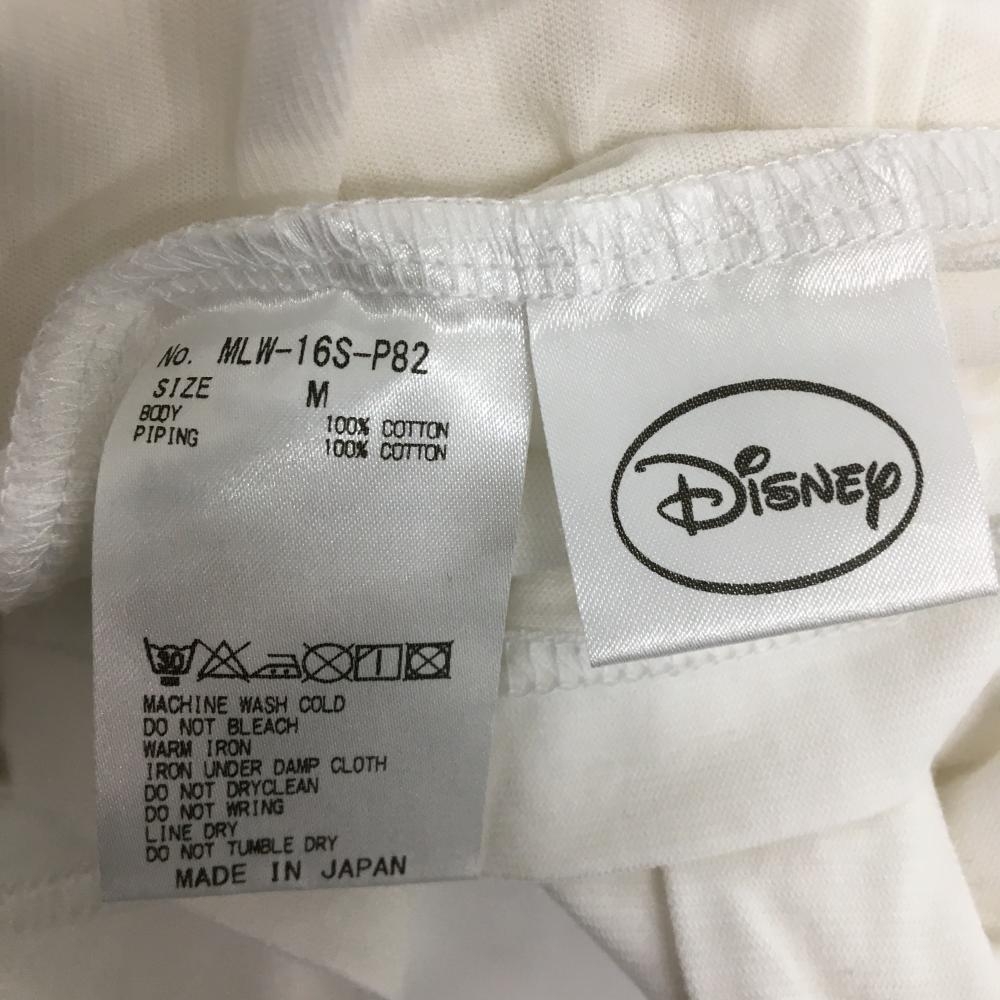 No. MLW-16S-P82
SIZE M
BODY 100% COTTON
PIPING 100% COTTON
30
MACHINE WASH COLD
DO NOT BLEACH
WARM IRON
IRON UNDER DAMP CLOTH
DO NOT DRYCLEAN
DO NOT WRING
LINE DRY
DO NOT TUMBLE DRY
MADE IN JAPAN
DISNEY